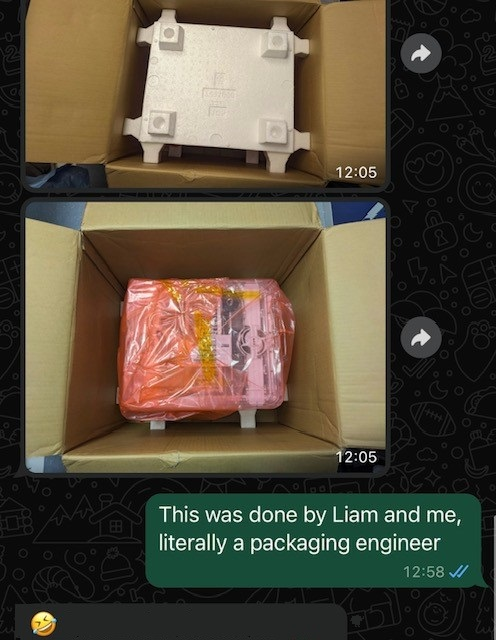 12:05
12:05
This was done by Liam and me,
literally a packaging engineer
12:58